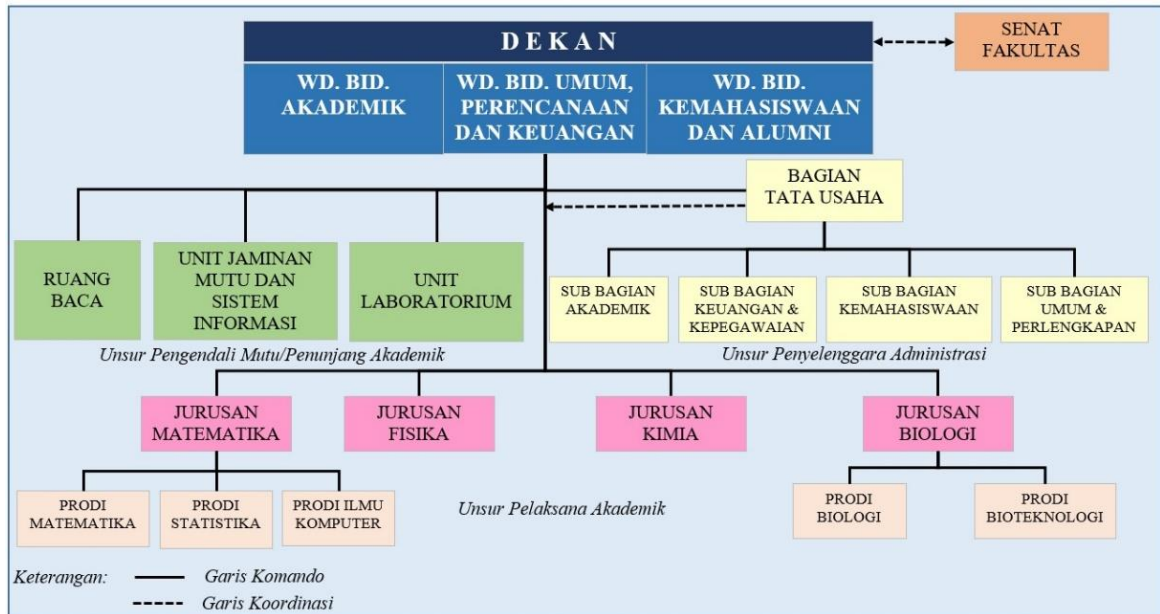 D E K A N
SENAT
FAKULTAS
WD. BID.
AKADEMIK
WD. BID. UMUM,
PERENCANAAN
DAN KEUANGAN
WD. BID.
KEMAHASISWAAN
DAN ALUMNI
BAGIAN
TATA USAHA
RUANG
BACA
UNIT JAMINAN
MUTU DAN
SISTEM
INFORMASI
UNIT
LABORATORIUM
SUB BAGIAN
AKADEMIK
SUB BAGIAN
KEUANGAN &
KEPEGAWAIAN
SUB BAGIAN
KEMAHASISWAAN
SUB BAGIAN
UMUM &
PERLENGKAPAN
Unsur Pengendali Mutu/Penunjang Akademik
Unsur Penyelenggara Administrasi
JURUSAN
MATEMATIKA
JURUSAN
FISIKA
JURUSAN
KIMIA
JURUSAN
BIOLOGI
PRODI
MATEMATIKA
PRODI
STATISTIKA
PRODI ILMU
KOMPUTER
Unsur Pelaksana Akademik
PRODI
BIOLOGI
PRODI
BIOTEKNOLOGI
Keterangan: Garis Komando
Garis Koordinasi